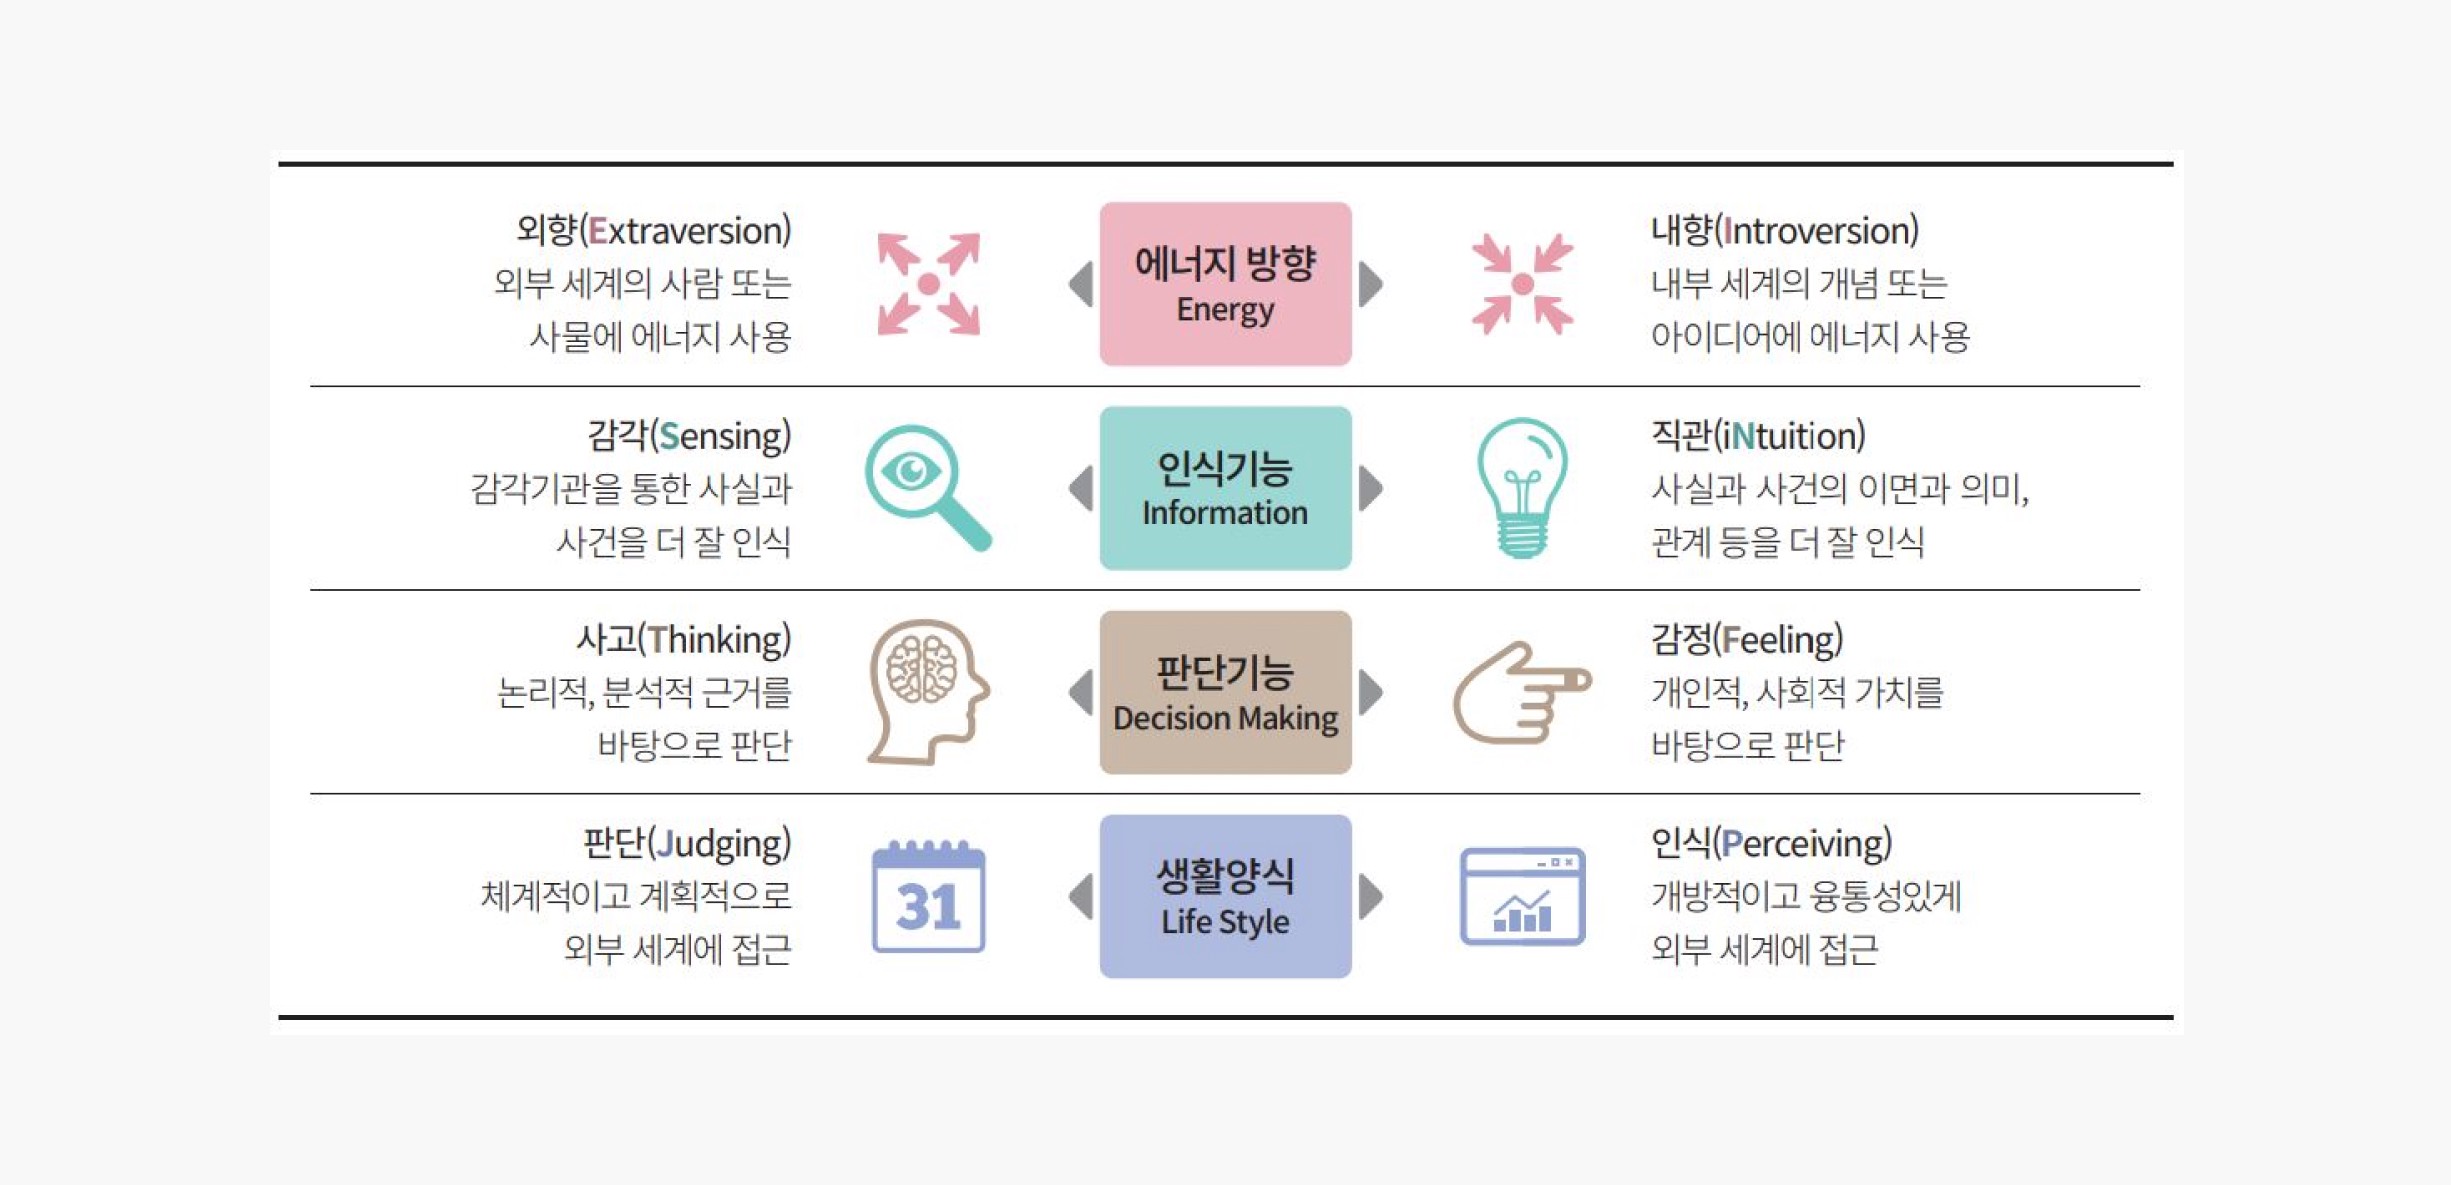 외향(Extraversion)
외부 세계의 사람 또는
사물에 에너지 사용
에너지 방향
Energy
내향(Introversion)
내부 세계의 개념 또는
아이디어에 에너지 사용
감각(Sensing)
감각기관을 통한 사실과
사건을 더 잘 인식
인식기능
Information
직관(iNtuition)
사실과 사건의 이면과 의미,
관계 등을 더 잘 인식
사고(Thinking)
논리적, 분석적 근거를
바탕으로 판단
판단기능
Decision Making
감정(Feeling)
개인적, 사회적 가치를
바탕으로 판단
판단(Judging)
체계적이고 계획적으로
외부 세계에 접근
31
생활양식
Life Style
인식(Perceiving)
개방적이고 융통성있게
외부 세계에 접근